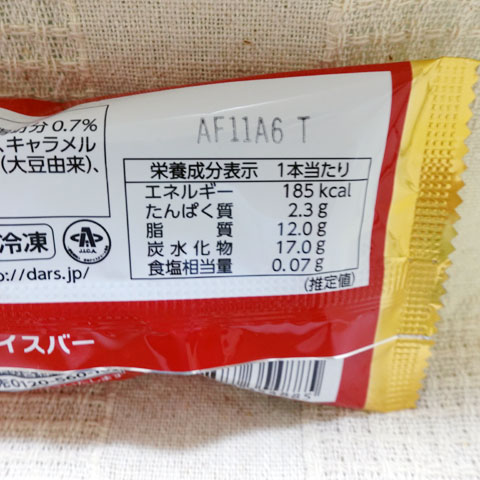 分 0.7%
、キャラメル
(大豆由来)、
AF11A6 T
栄養成分表示 1本当たり
エネルギー 185 kcal
たんぱく質 2.3 g
脂質 12.0 g
炭水化物 17.0 g
食塩相当量 0.07 g
(推定値)
冷凍
A
J.I.C.A.
p://dars.jp/
イスバー
0120-560-